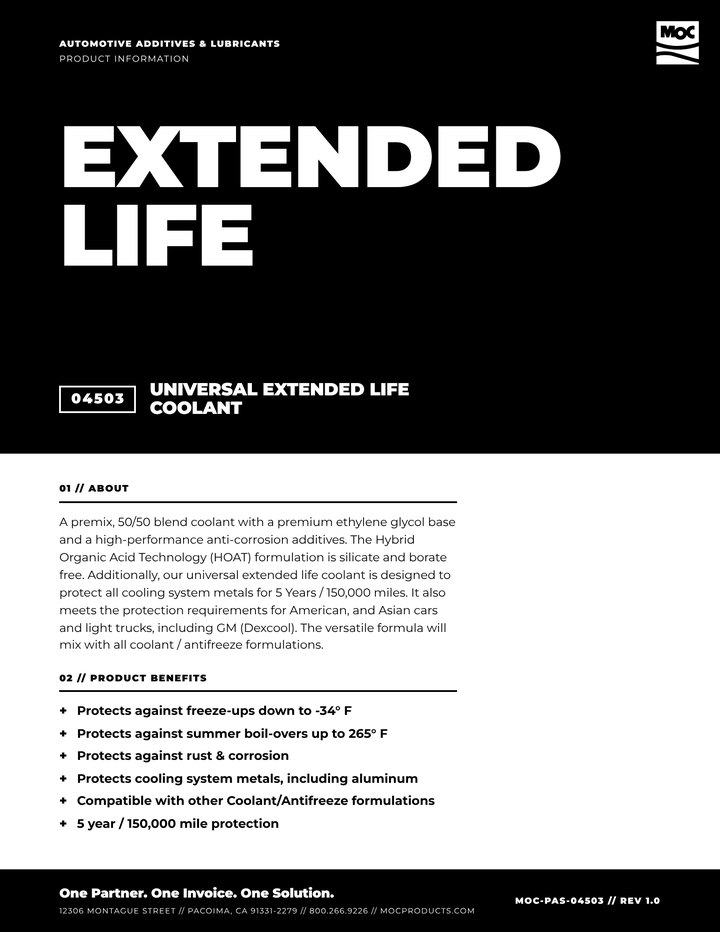 AUTOMOTIVE ADDITIVES & LUBRICANTS
PRODUCT INFORMATION
MOC
EXTENDED
LIFE
04503
UNIVERSAL EXTENDED LIFE
COOLANT
01 // ABOUT
A premix, 50/50 blend coolant with a premium ethylene glycol base
and a high-performance anti-corrosion additives. The Hybrid
Organic Acid Technology (HOAT) formulation is silicate and borate
free. Additionally, our universal extended life coolant is designed to
protect all cooling system metals for 5 Years / 150,000 miles. It also
meets the protection requirements for American, and Asian cars
and light trucks, including GM (Dexcool). The versatile formula will
mix with all coolant / antifreeze formulations.
02 // PRODUCT BENEFITS
+ Protects against freeze-ups down to -34° F
+ Protects against summer boil-overs up to 265° F
+ Protects against rust & corrosion
+ Protects cooling system metals, including aluminum
+ Compatible with other Coolant/Antifreeze formulations
+ 5 year / 150,000 mile protection
One Partner. One Invoice. One Solution.
12306 MONTAGUE STREET // PACOIMA, CA 91331-2279 // 800.266.9226 // MOCPRODUCTS.COM
MOC-PAS-04503 // REV 1.0